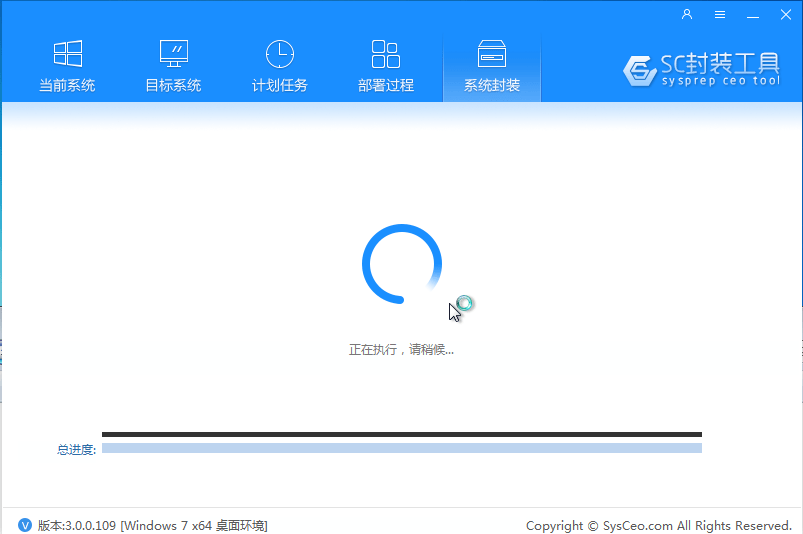 SC封装工具
sysprep ceo tool
当前系统
目标系统
计划任务
部署过程
系统封装
正在执行，请稍候...
总进度:
V 版本:3.0.0.109 [Windows 7 x64 桌面环境]
Copyright © SysCeo.com All Rights Reserved.